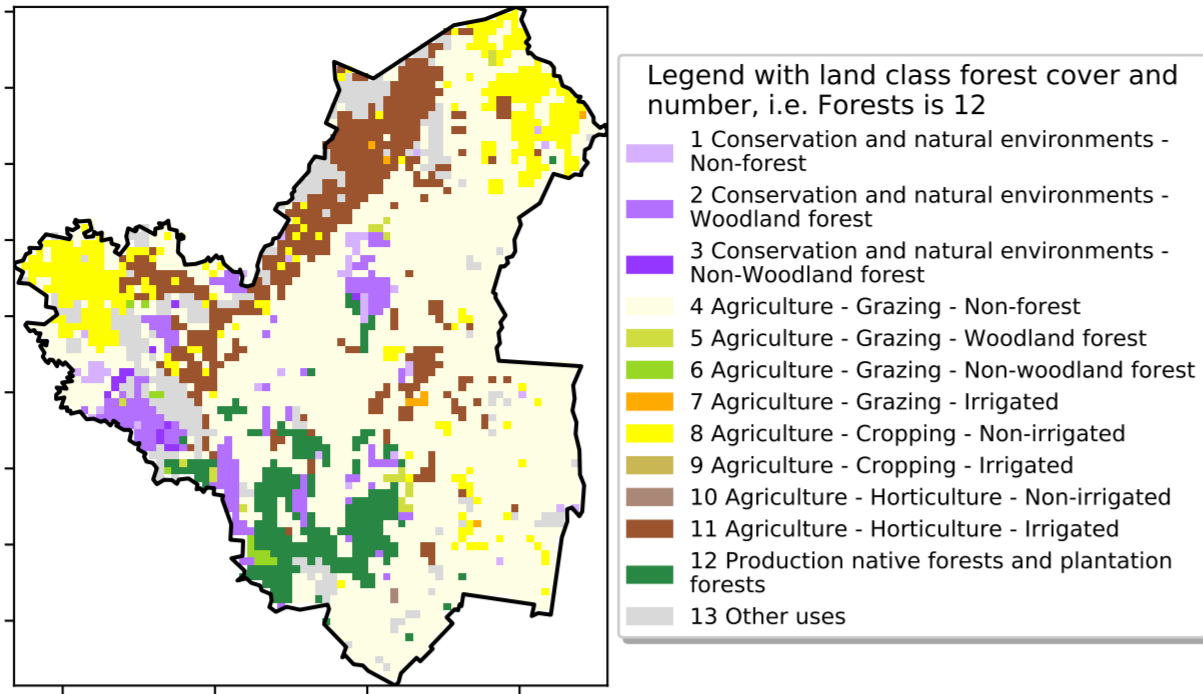 Legend with land class forest cover and
number, i.e. Forests is 12
1 Conservation and natural environments -
Non-forest
2 Conservation and natural environments -
Woodland forest
3 Conservation and natural environments -
Non-Woodland forest
4 Agriculture - Grazing - Non-forest
5 Agriculture - Grazing - Woodland forest
6 Agriculture - Grazing - Non-woodland forest
7 Agriculture - Grazing - Irrigated
8 Agriculture - Cropping - Non-irrigated
9 Agriculture - Cropping - Irrigated
10 Agriculture - Horticulture - Non-irrigated
11 Agriculture - Horticulture - Irrigated
12 Production native forests and plantation
forests
13 Other uses